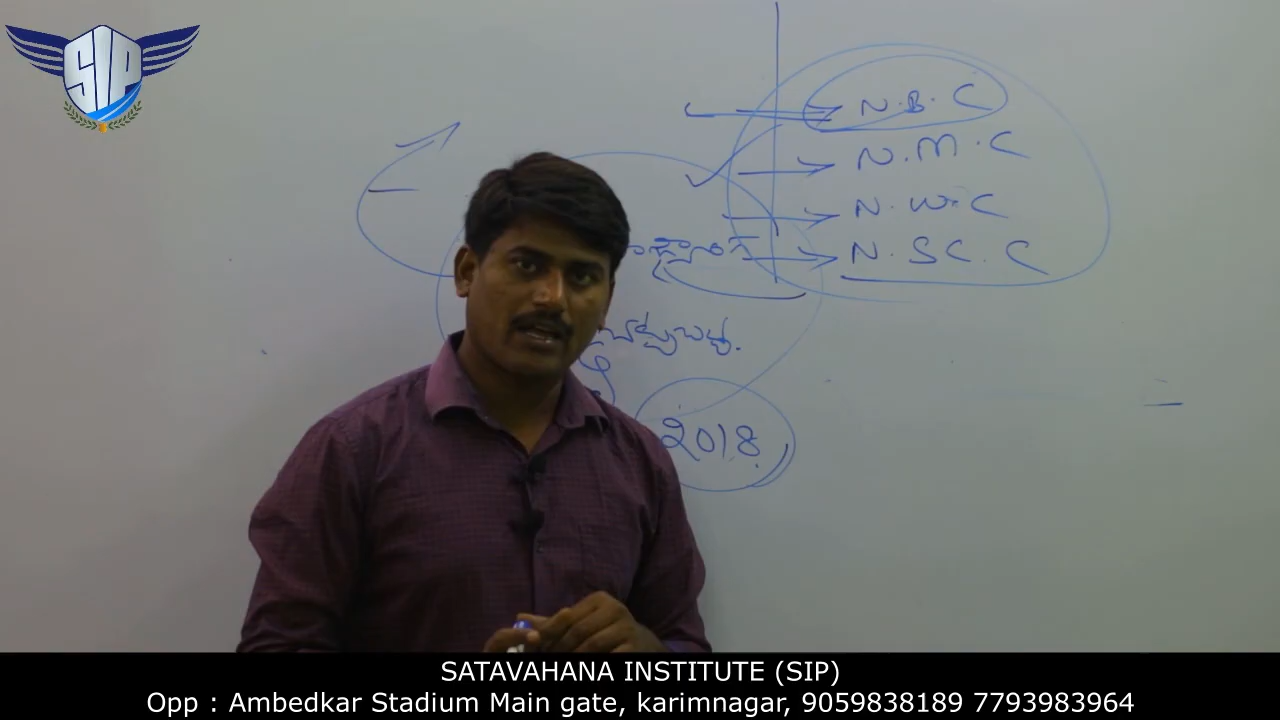 SIP
N.B.C
N.M.C
N.W.C
N.SC.C
2018
SATAVAHANA INSTITUTE (SIP)
Opp : Ambedkar Stadium Main gate, karimnagar, 9059838189 7793983964